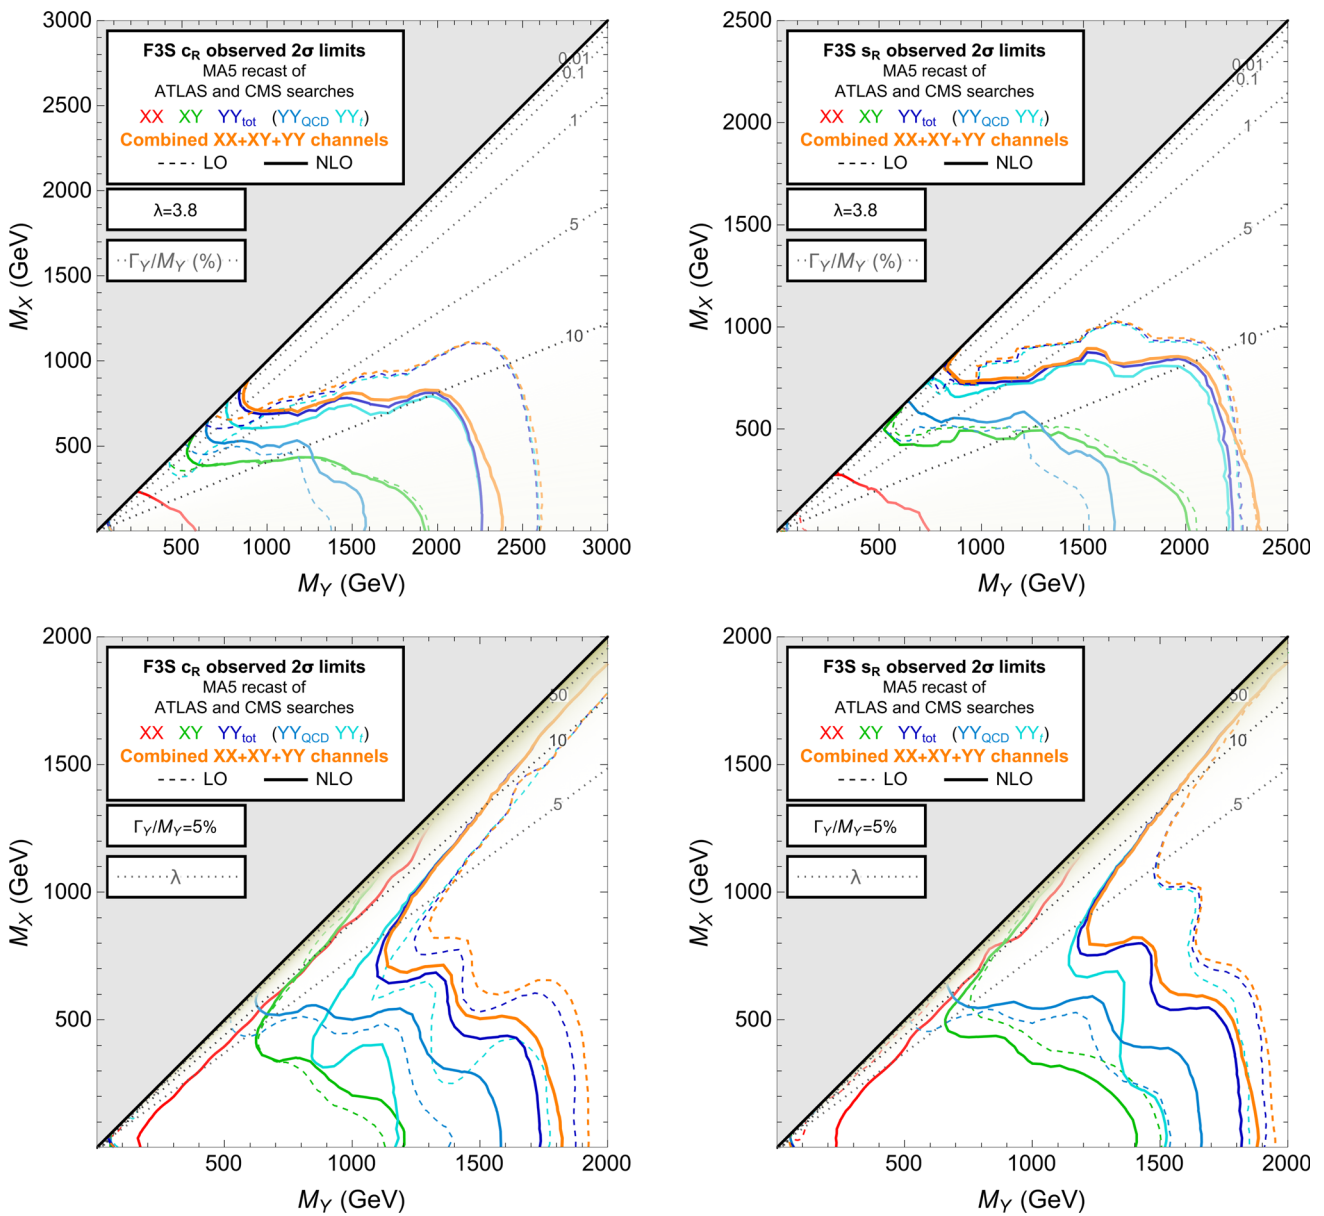 3000
2500
2000
1500
1000
500
500
1000
1500
2000
2500
3000
M_X (GeV)
M_Y (GeV)
F3S c_R observed 2σ limits
MA5 recast of
ATLAS and CMS searches
XX XY YY_tot (YY_QCD YY_t)
Combined XX+XY+YY channels
LO NLO
λ=3.8
Γ_Y/M_Y (%)
0.01
0.1
1
5
10
2500
2000
1500
1000
500
500
1000
1500
2000
2500
M_X (GeV)
M_Y (GeV)
F3S s_R observed 2σ limits
MA5 recast of
ATLAS and CMS searches
XX XY YY_tot (YY_QCD YY_t)
Combined XX+XY+YY channels
LO NLO
λ=3.8
Γ_Y/M_Y (%)
0.01
0.1
1
5
10
2000
1500
1000
500
500
1000
1500
2000
M_X (GeV)
M_Y (GeV)
F3S c_R observed 2σ limits
MA5 recast of
ATLAS and CMS searches
XX XY YY_tot (YY_QCD YY_t)
Combined XX+XY+YY channels
LO NLO
Γ_Y/M_Y=5%
λ
50
10
5
2000
1500
1000
500
500
1000
1500
2000
M_X (GeV)
M_Y (GeV)
F3S s_R observed 2σ limits
MA5 recast of
ATLAS and CMS searches
XX XY YY_tot (YY_QCD YY_t)
Combined XX+XY+YY channels
LO NLO
Γ_Y/M_Y=5%
λ
50
10
5